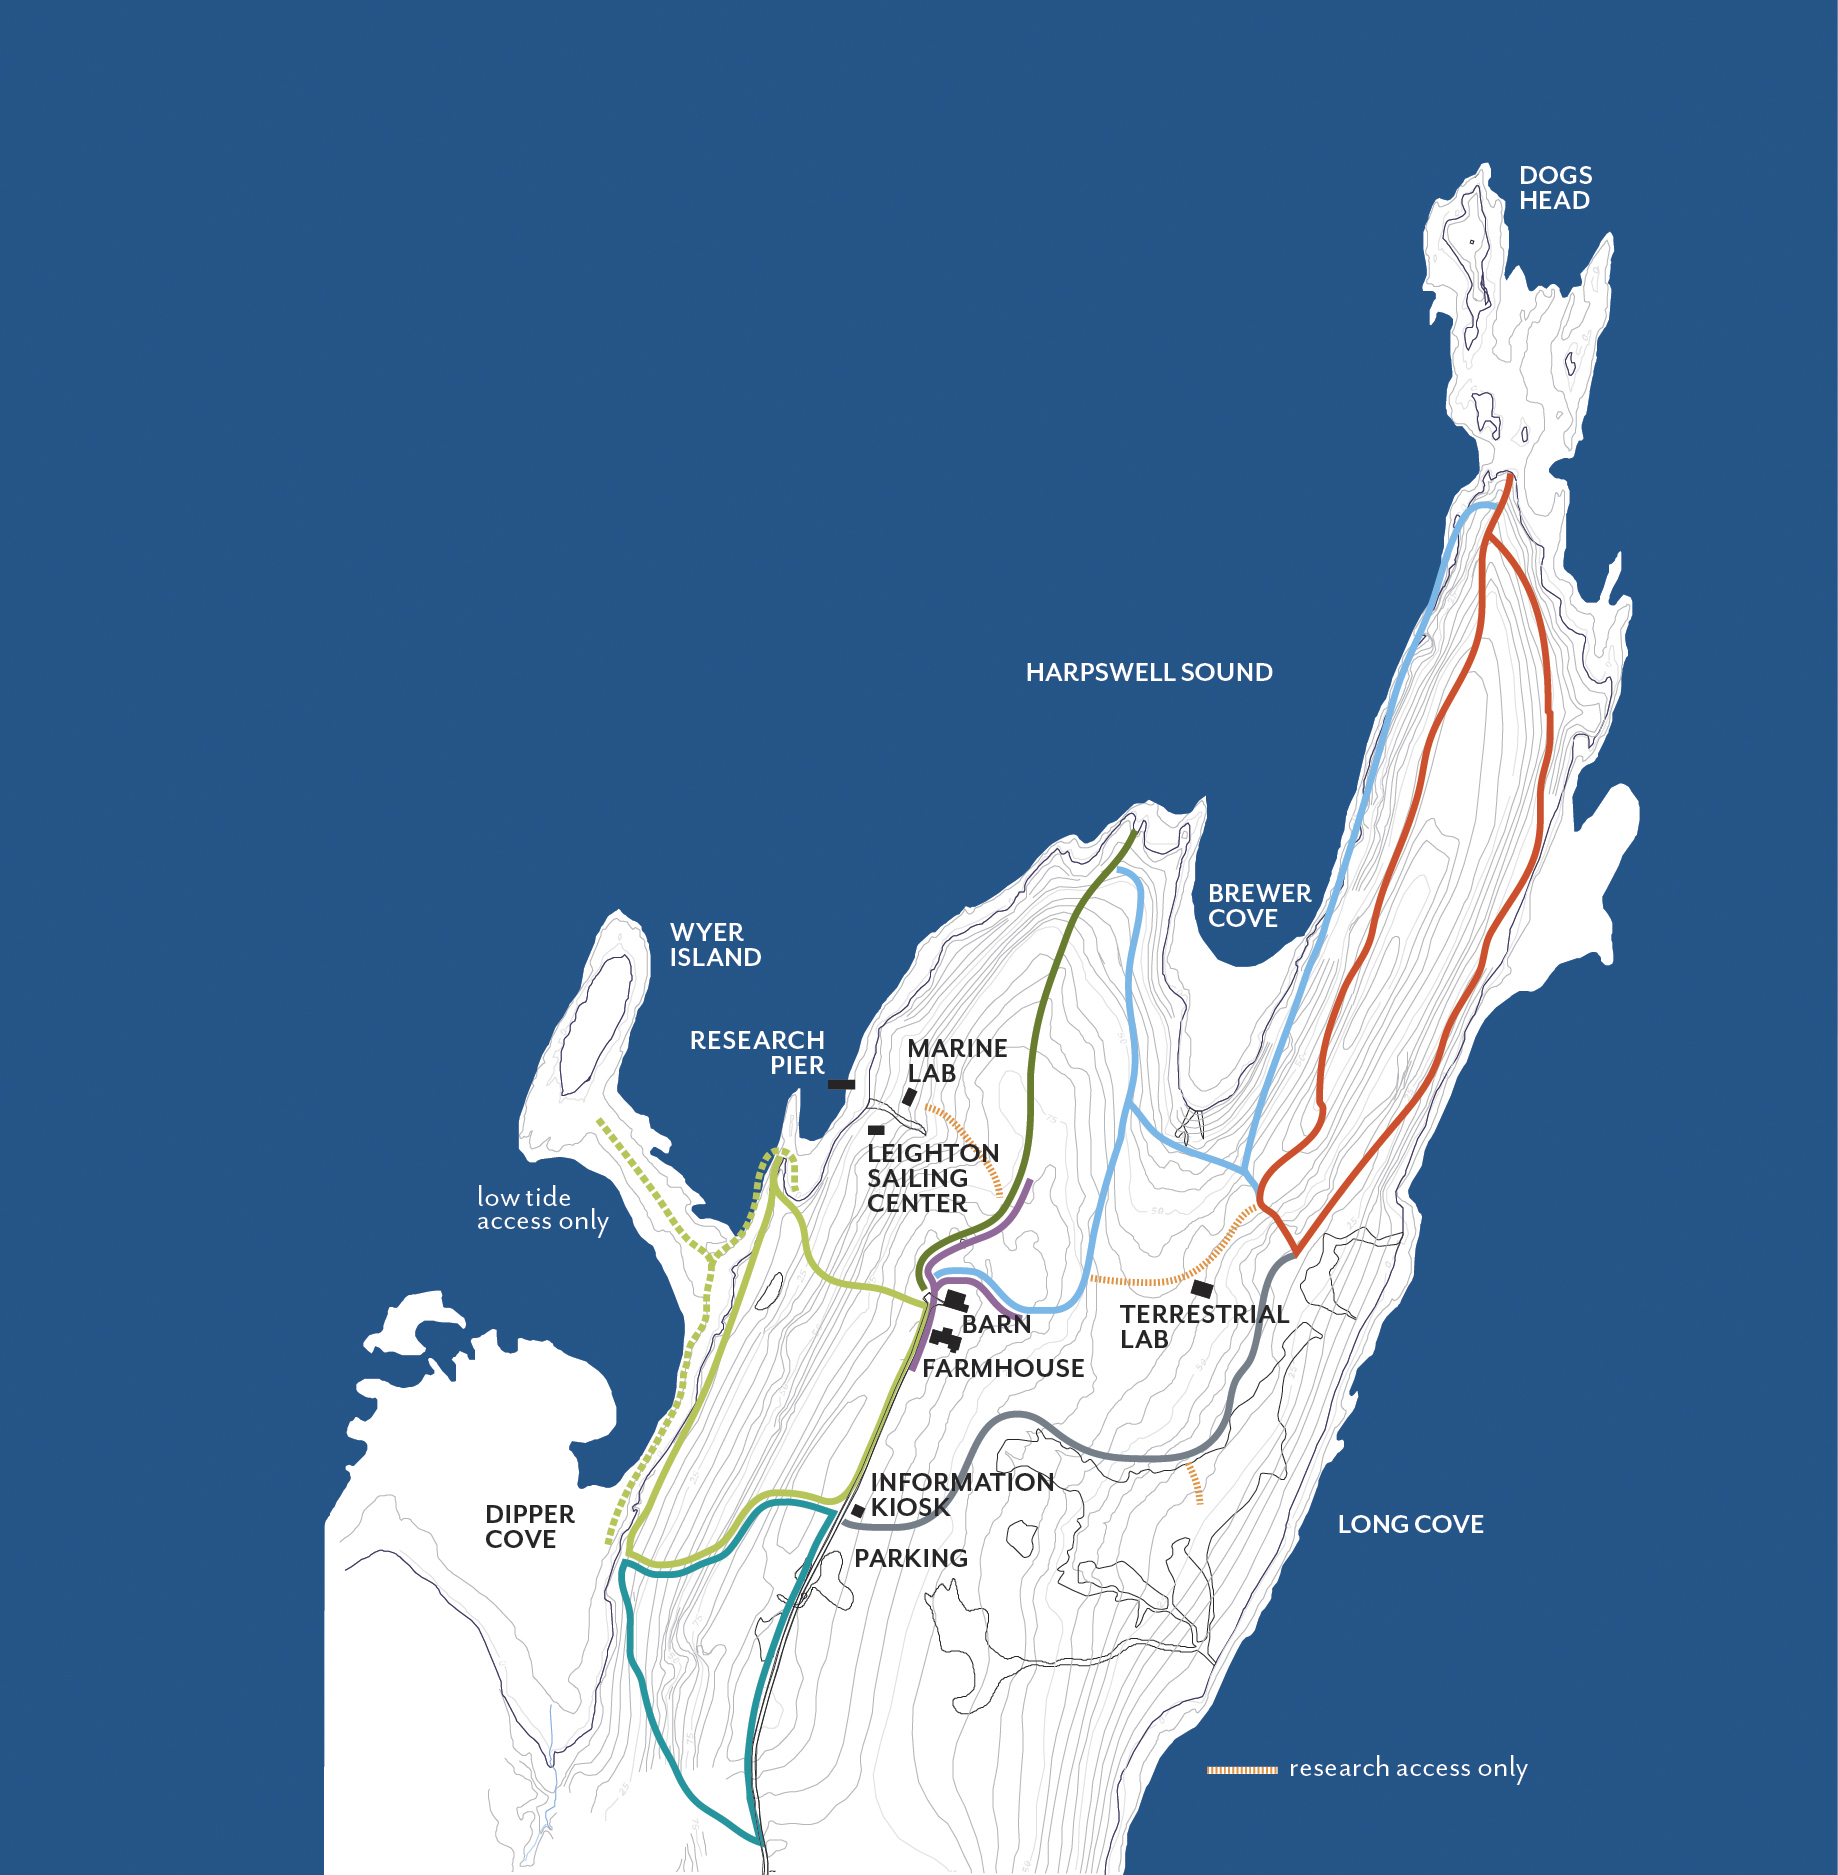 DOGS
HEAD
HARPSWELL SOUND
BREWER
COVE
WYER
ISLAND
RESEARCH
PIER
MARINE
LAB
LEIGHTON
SAILING
CENTER
low tide
access only
TERRESTRIAL
LAB
BARN
FARMHOUSE
INFORMATION
KIOSK
DIPPER
COVE
LONG COVE
PARKING
research access only